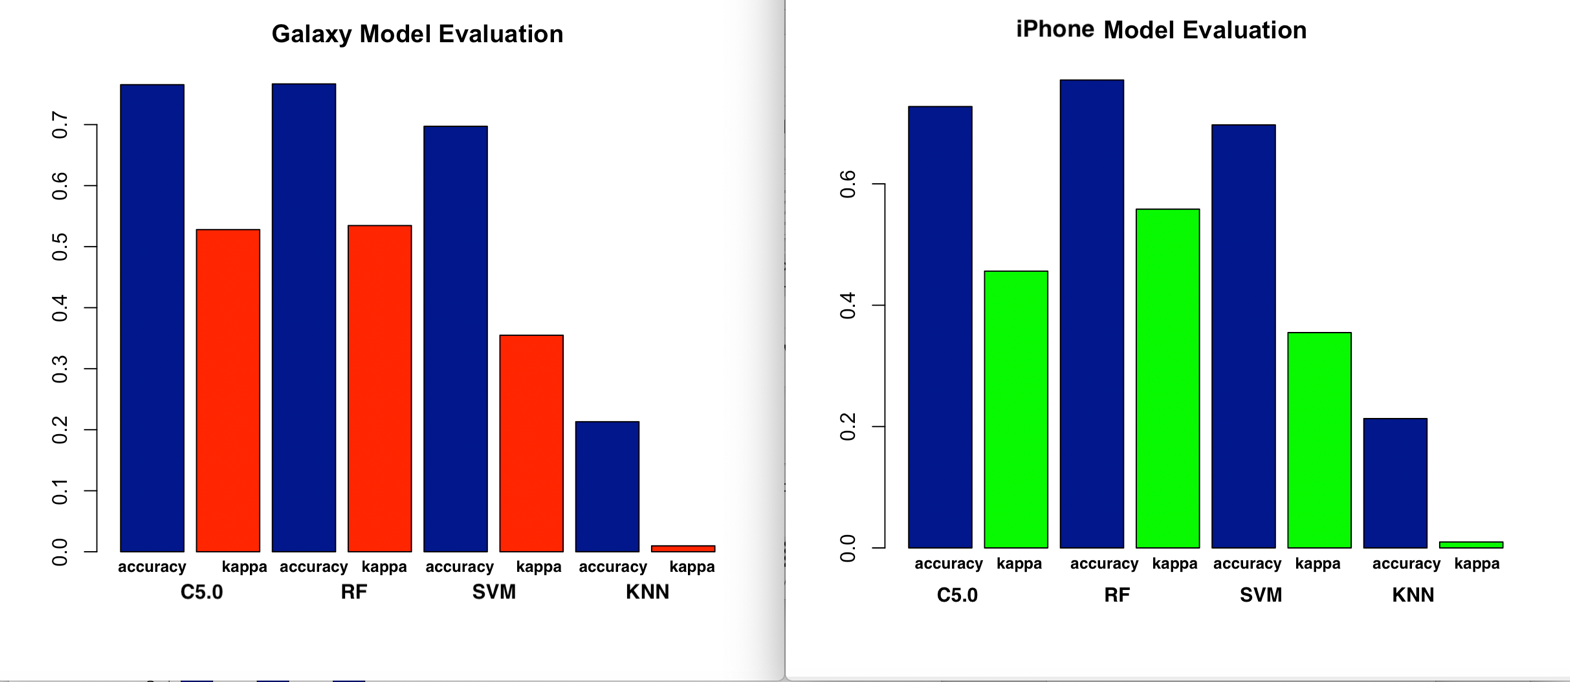 Galaxy Model Evaluation
0.7
0.6
0.5
0.4
0.3
0.2
0.1
0.0
accuracy kappa accuracy kappa accuracy kappa accuracy kappa
C5.0 RF SVM KNN
iPhone Model Evaluation
0.6
0.4
0.2
0.0
accuracy kappa accuracy kappa accuracy kappa accuracy kappa
C5.0 RF SVM KNN